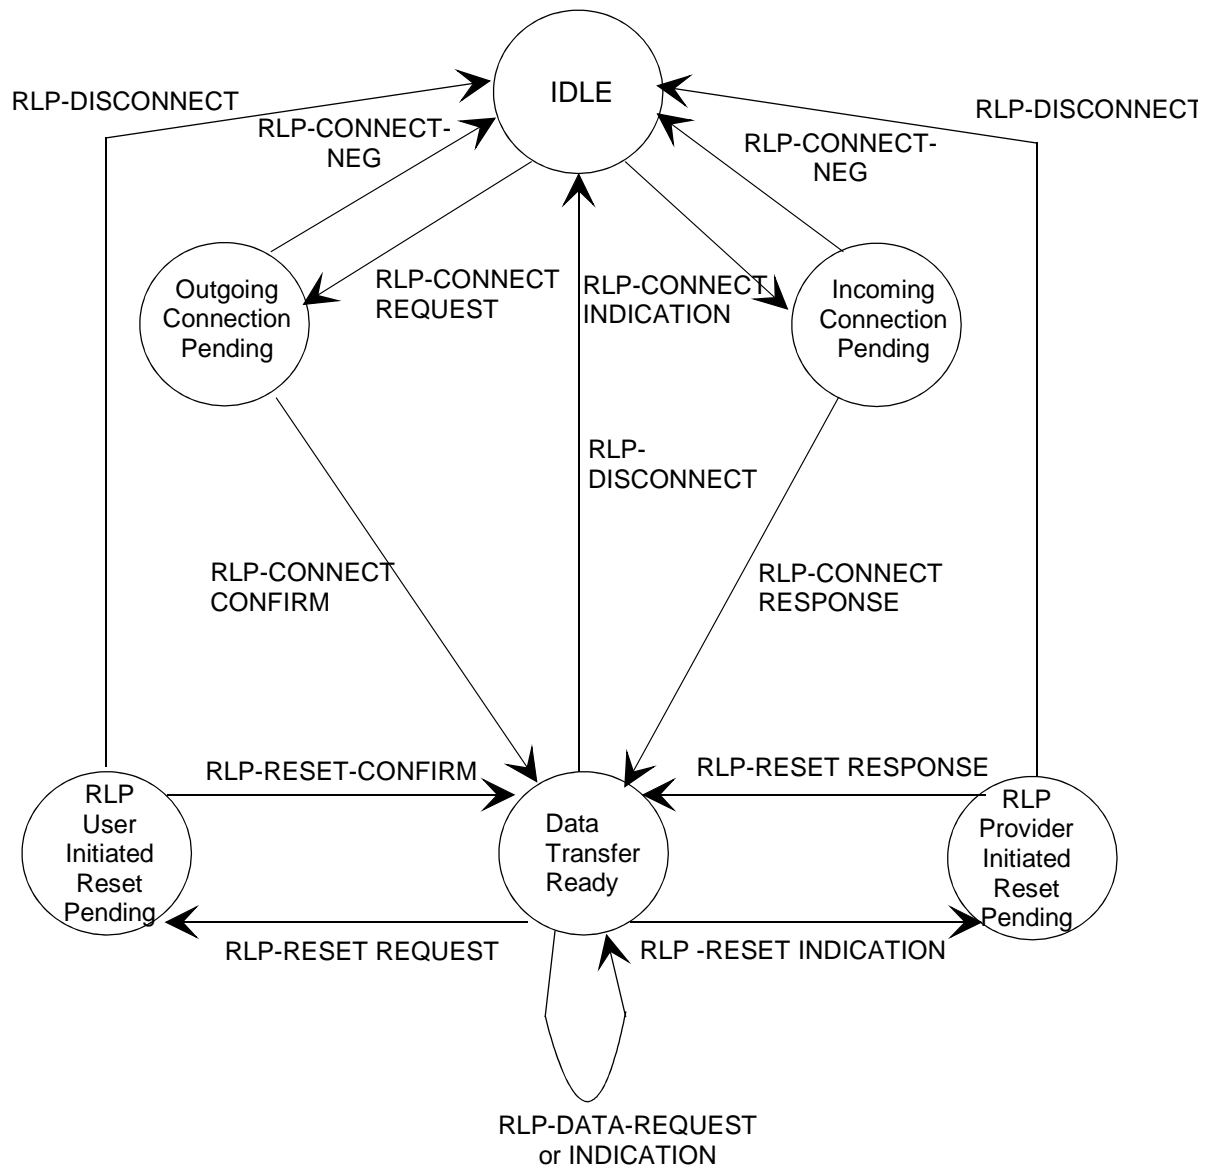 IDLE
RLP-DISCONNECT
RLP-DISCONNECT
RLP-CONNECT-
NEG
RLP-CONNECT-
NEG
Outgoing
Connection
Pending
RLP-CONNECT
REQUEST
RLP-CONNECT
INDICATION
Incoming
Connection
Pending
RLP-
DISCONNECT
RLP-CONNECT
CONFIRM
RLP-CONNECT
RESPONSE
RLP-RESET-CONFIRM
RLP-RESET RESPONSE
RLP
User
Initiated
Reset
Pending
Data
Transfer
Ready
RLP
Provider
Initiated
Reset
Pending
RLP-RESET REQUEST
RLP -RESET INDICATION
RLP-DATA-REQUEST
or INDICATION